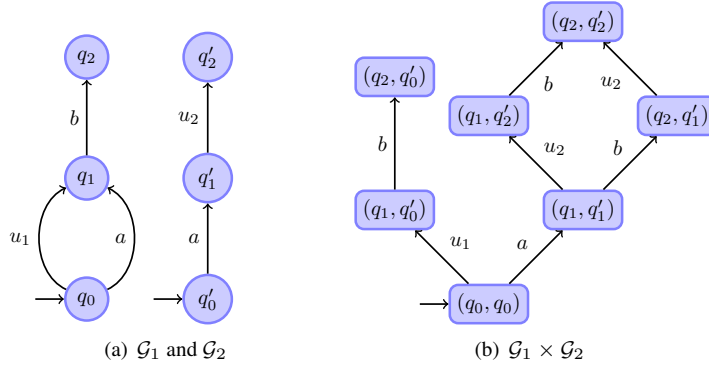 (q₂, q′₂)
q₂ q′₂
(q₂, q′₀)
b u₂
(q₁, q′₂) (q₂, q′₁)
b u₂
b
u₂ b
q₁ q′₁
(q₁, q′₀) (q₁, q′₁)
u₁ a a
u₁ a
q₀ q′₀ (q₀, q₀)
(a) 𝒢₁ and 𝒢₂ (b) 𝒢₁ × 𝒢₂